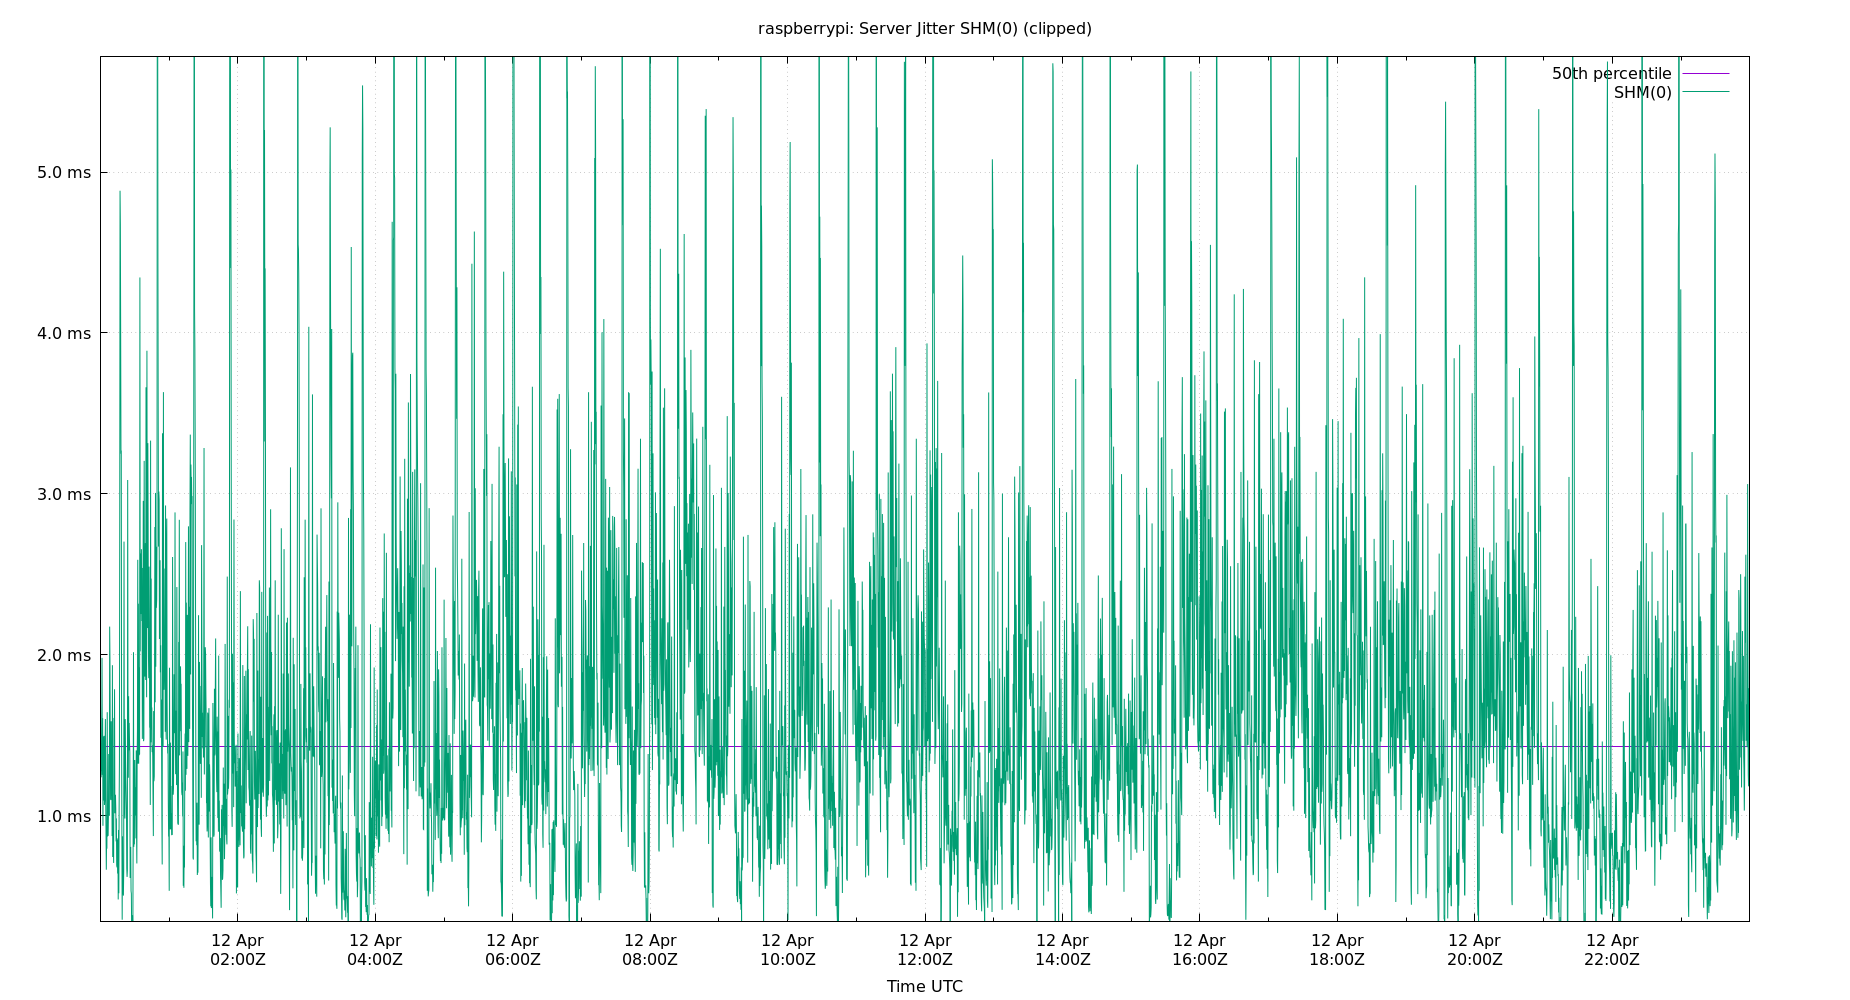 raspberrypi: Server Jitter SHM(0) (clipped)
50th percentile
SHM(0)
5.0 ms
4.0 ms
3.0 ms
2.0 ms
1.0 ms
12 Apr 12 Apr 12 Apr 12 Apr 12 Apr 12 Apr 12 Apr 12 Apr 12 Apr 12 Apr 12 Apr
02:00Z 04:00Z 06:00Z 08:00Z 10:00Z 12:00Z 14:00Z 16:00Z 18:00Z 20:00Z 22:00Z
Time UTC